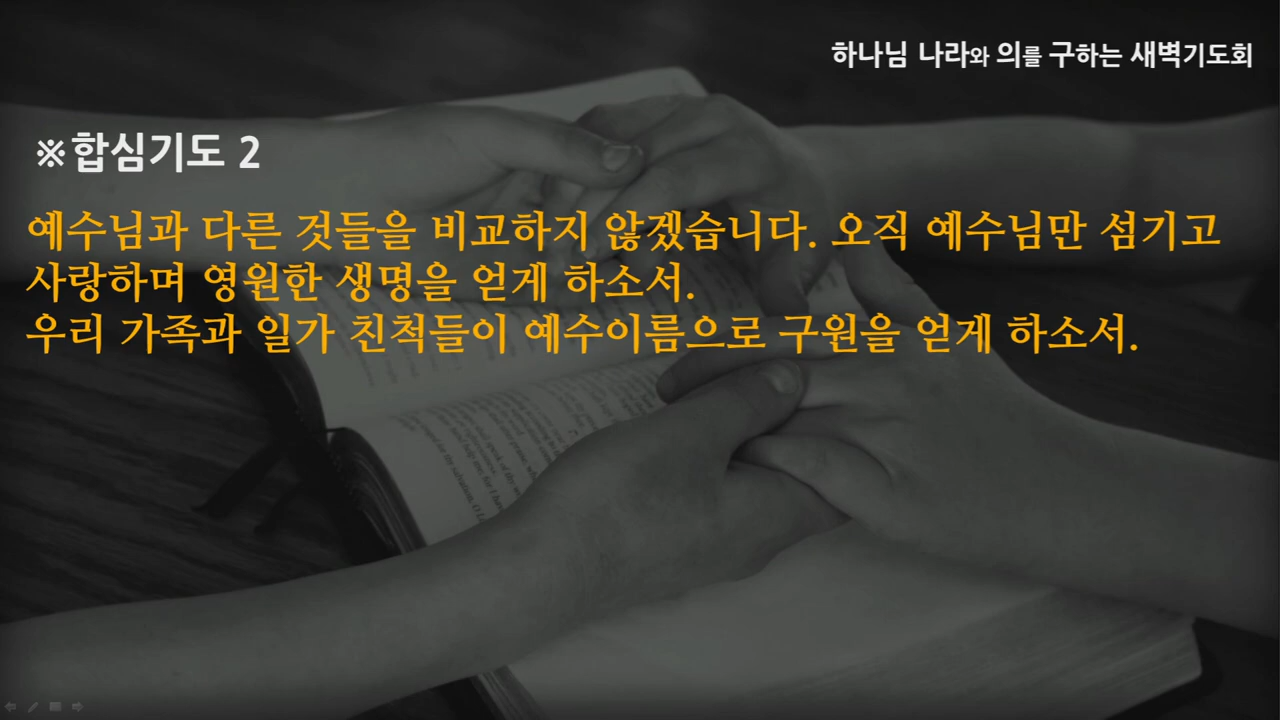 하나님 나라와 의를 구하는 새벽기도회
※합심기도 2
예수님과 다른 것들을 비교하지 않겠습니다. 오직 예수님만 섬기고
사랑하며 영원한 생명을 얻게 하소서.
우리 가족과 일가 친척들이 예수이름으로 구원을 얻게 하소서.